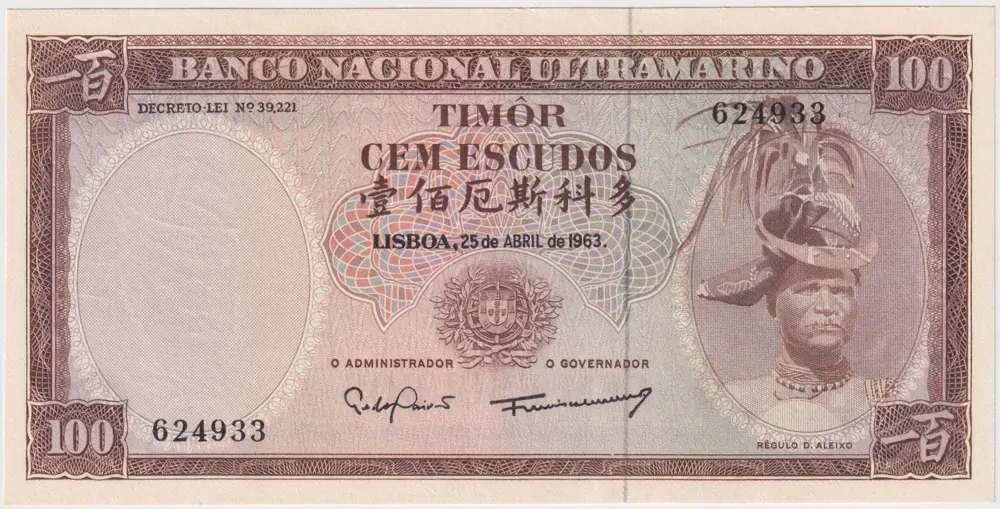 一百
BANCO NACIONAL ULTRAMARINO
100
DECRETO-LEI Nº 39,221
TIMÔR
624933
CEM ESCUDOS
壹佰厄斯科多
LISBOA, 25 de ABRIL de 1963.
O ADMINISTRADOR
O GOVERNADOR
100
624933
RÉGULO D. ALEIXO
一百